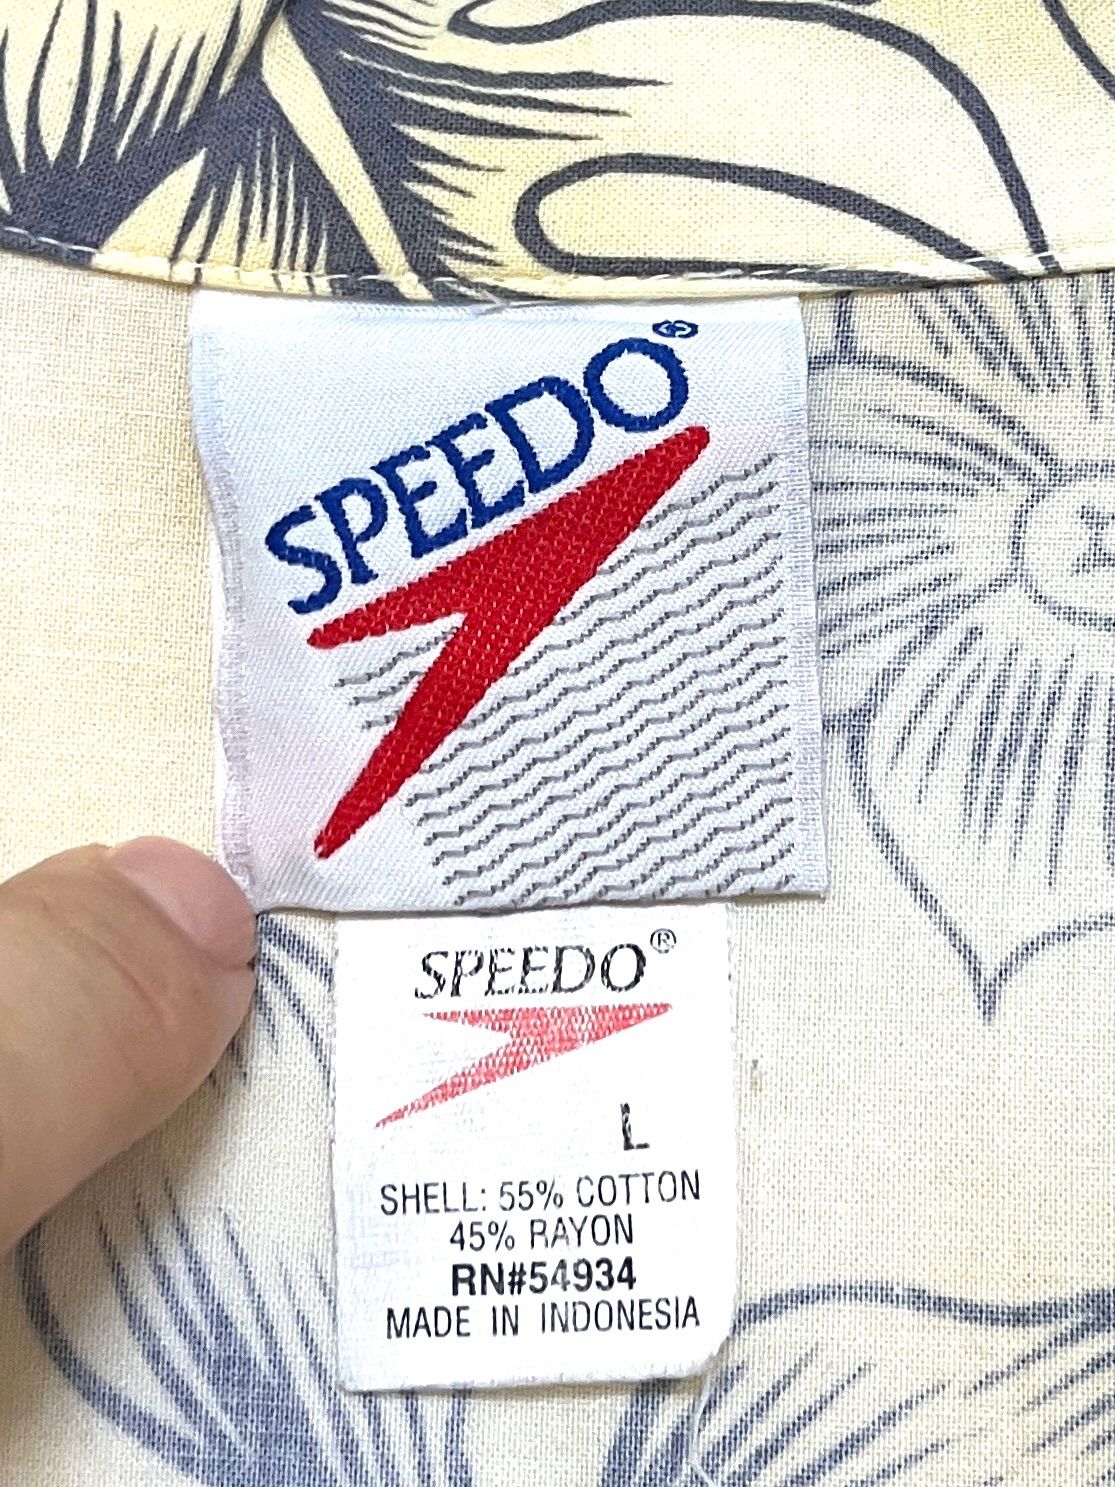 SPEEDO®
SPEEDO®
L
SHELL: 55% COTTON
45% RAYON
RN#54934
MADE IN INDONESIA